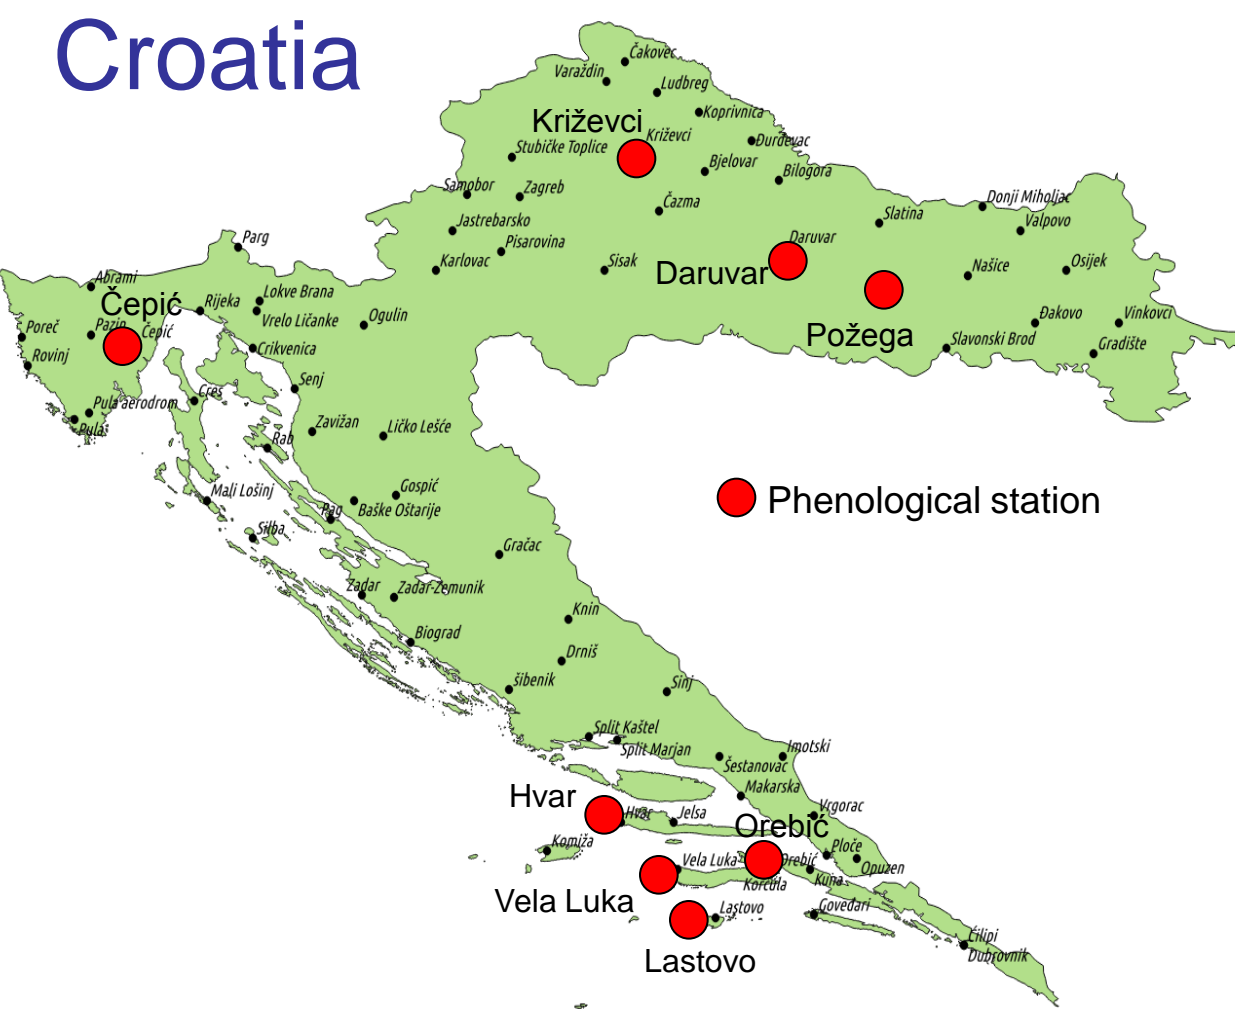 Croatia
Čakovec
Varaždin
Ludbreg
Koprivnica
Križevci
Križevci
Đurđevac
Stubičke Toplice
Bjelovar
Bilogora
Samobor
Zagreb
Čazma
Donji Miholjac
Slatina
Valpovo
Jastrebarsko
Pisarovina
Daruvar
Parg
Karlovac
Sisak
Daruvar
Našice
Osijek
Abrami
Čepić
Rijeka
Lokve Brana
Vrelo Ličanke
Ogulin
Požega
Đakovo
Vinkovci
Poreč
Pazin
Čepić
Slavonski Brod
Gradište
Rovinj
Crikvenica
Senj
Cres
Pula aerodrom
Pula
Zavižan
Ličko Lešće
Rab
Mali Lošinj
Gospić
Pag
Baške Oštarije
Phenological station
Silba
Gračac
Zadar
Zadar-Zemunik
Knin
Biograd
Drniš
šibenik
Sinj
Split Kaštel
Split Marjan
Imotski
Šestanovac
Makarska
Hvar
Hvar
Jelsa
Vrgorac
Orebić
Komiža
Ploče
Vela Luka
Orebić
Opuzen
Korčula
Kuna
Vela Luka
Lastovo
Goveđari
Lastovo
Ćilipi
Dubrovnik